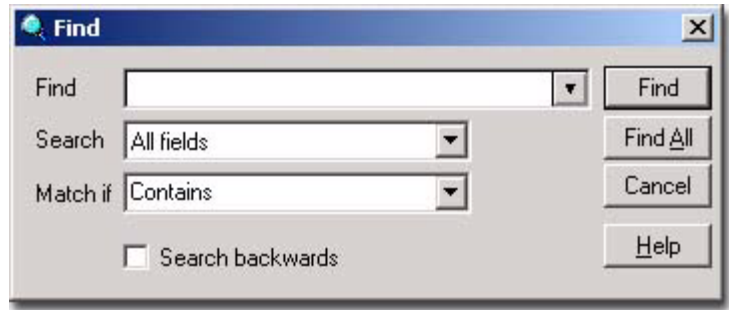 Find
Find
Find
Search All fields
Find All
Match if Contains
Cancel
Search backwards
Help